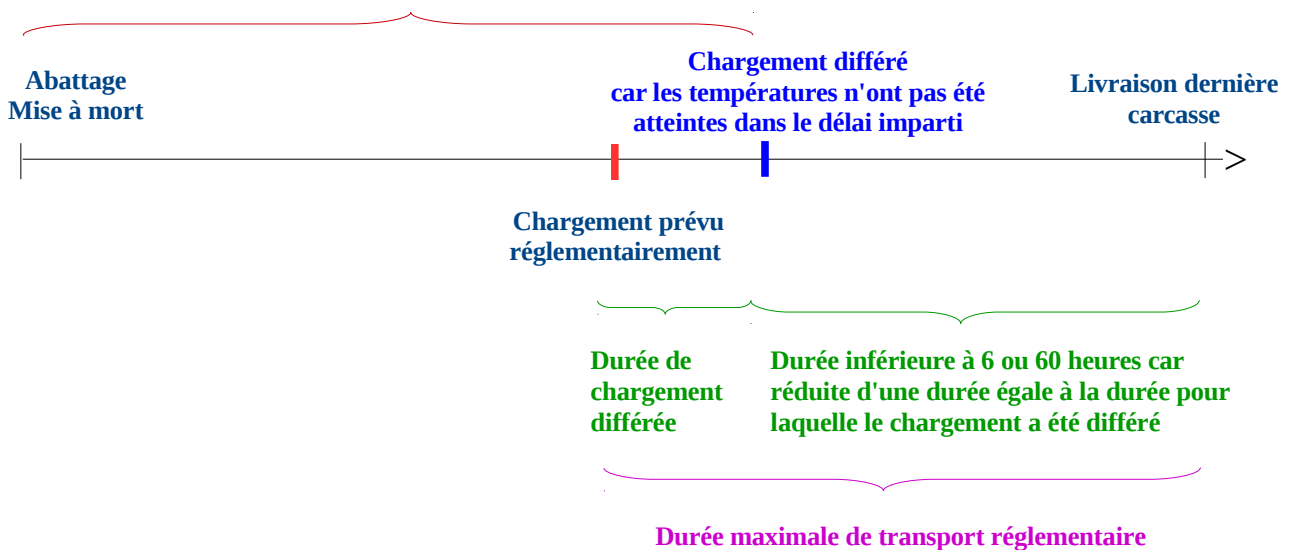 Abattage
Mise à mort
Chargement différé
car les températures n'ont pas été
atteintes dans le délai imparti
Livraison dernière
carcasse
Chargement prévu
réglementairement
Durée de
chargement
différée
Durée inférieure à 6 ou 60 heures car
réduite d'une durée égale à la durée pour
laquelle le chargement a été différé
Durée maximale de transport réglementaire